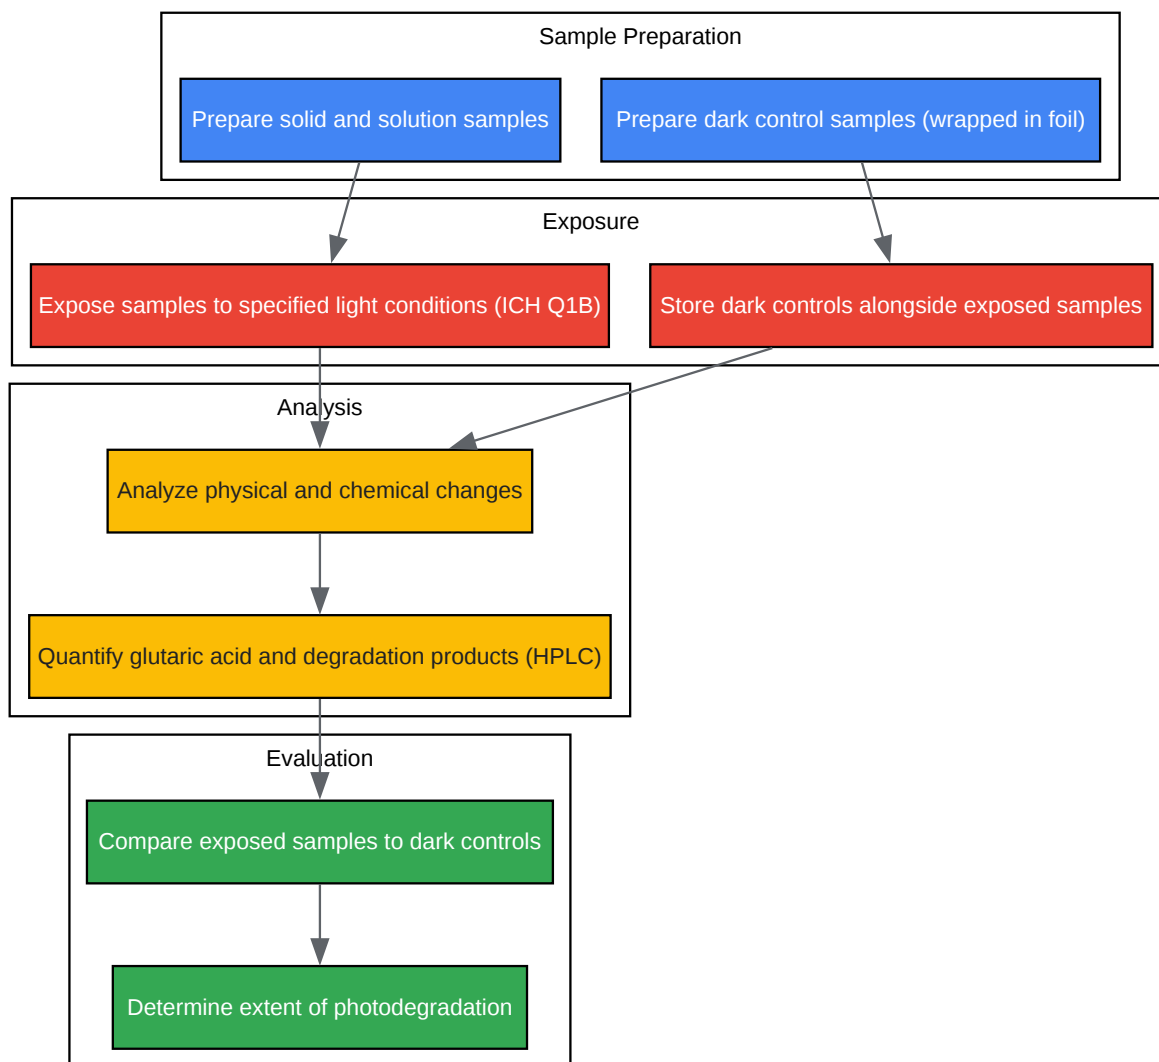 Sample Preparation
Prepare solid and solution samples
Prepare dark control samples (wrapped in foil)
Exposure
Expose samples to specified light conditions (ICH Q1B)
Store dark controls alongside exposed samples
Analysis
Analyze physical and chemical changes
Quantify glutaric acid and degradation products (HPLC)
Evaluation
Compare exposed samples to dark controls
Determine extent of photodegradation